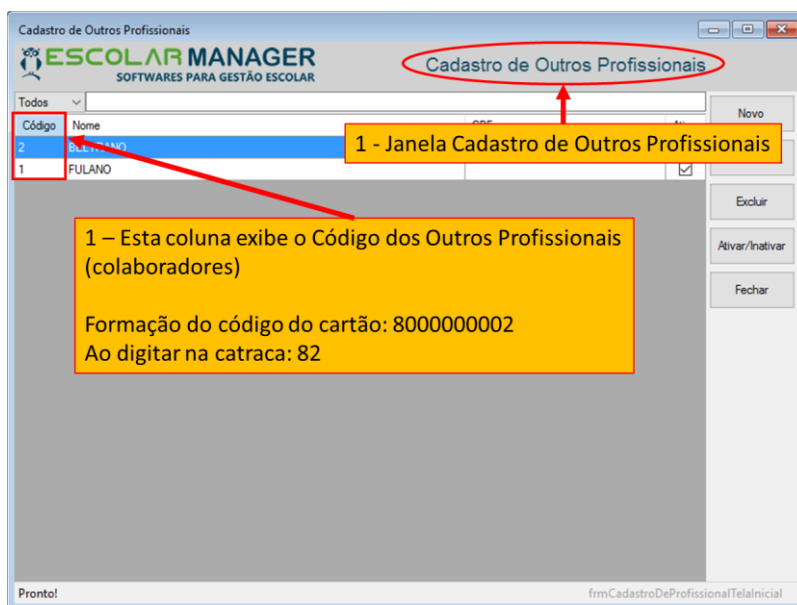 Cadastro de Outros Profissionais
ESCOLAR MANAGER
SOFTWARES PARA GESTÃO ESCOLAR
Cadastro de Outros Profissionais
Todos
Novo
Código Nome
1 - Janela Cadastro de Outros Profissionais
2
1 FULANO
Excluir
1 – Esta coluna exibe o Código dos Outros Profissionais
(colaboradores)
Ativar/Inativar
Fechar
Formação do código do cartão: 8000000002
Ao digitar na catraca: 82
Pronto!
frmCadastroDeProfissionalTelaInicial